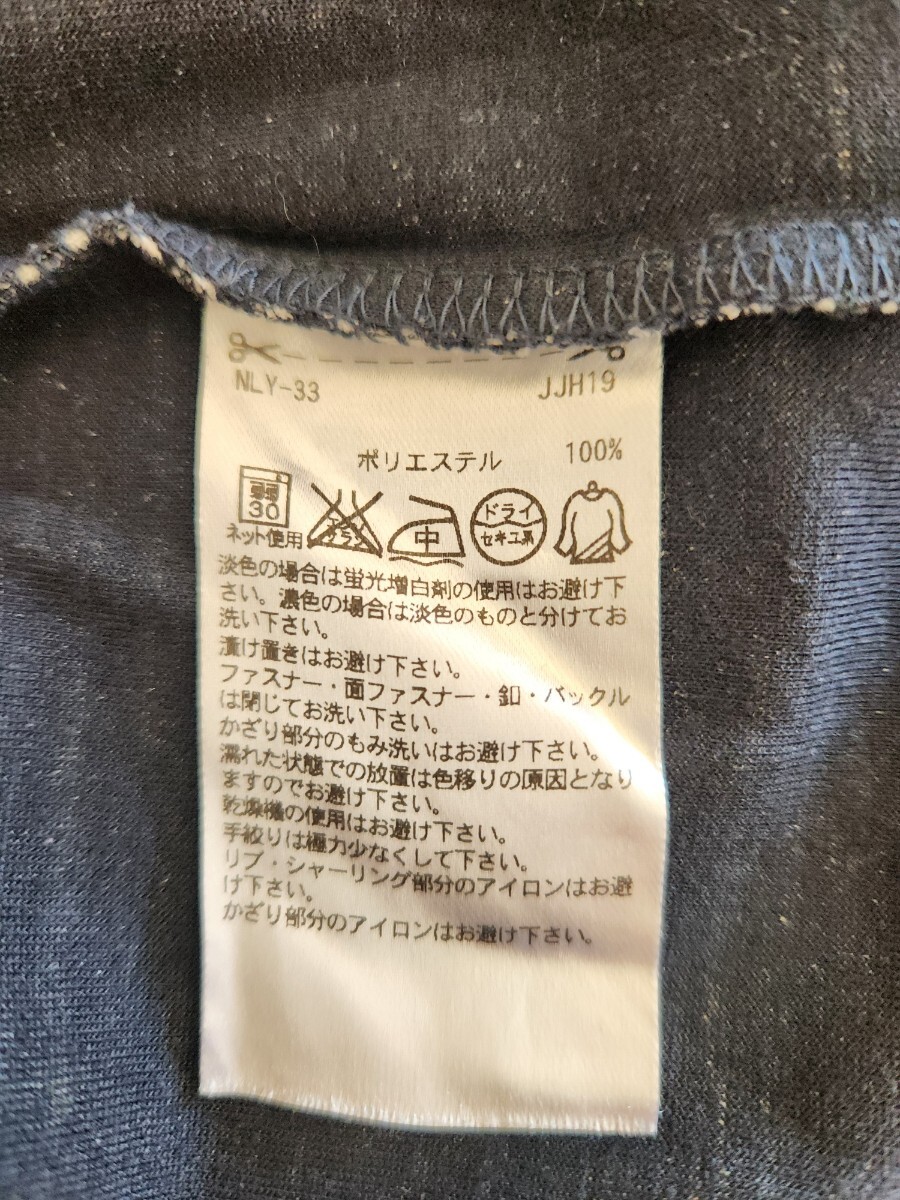 NLY-33 JJH19
ポリエステル 100%
弱 30 エンソ サラシ 中 ドライ セキユ系
ネット使用
淡色の場合は蛍光増白剤の使用はお避け下
さい。濃色の場合は淡色のものと分けてお
洗い下さい。
漬け置きはお避け下さい。
ファスナー・面ファスナー・釦・バックル
は閉じてお洗い下さい。
かざり部分のもみ洗いはお避け下さい。
濡れた状態での放置は色移りの原因となり
ますのでお避け下さい。
乾燥機の使用はお避け下さい。
手絞りは極力少なくして下さい。
リブ・シャーリング部分のアイロンはお避
け下さい。
かざり部分のアイロンはお避け下さい。